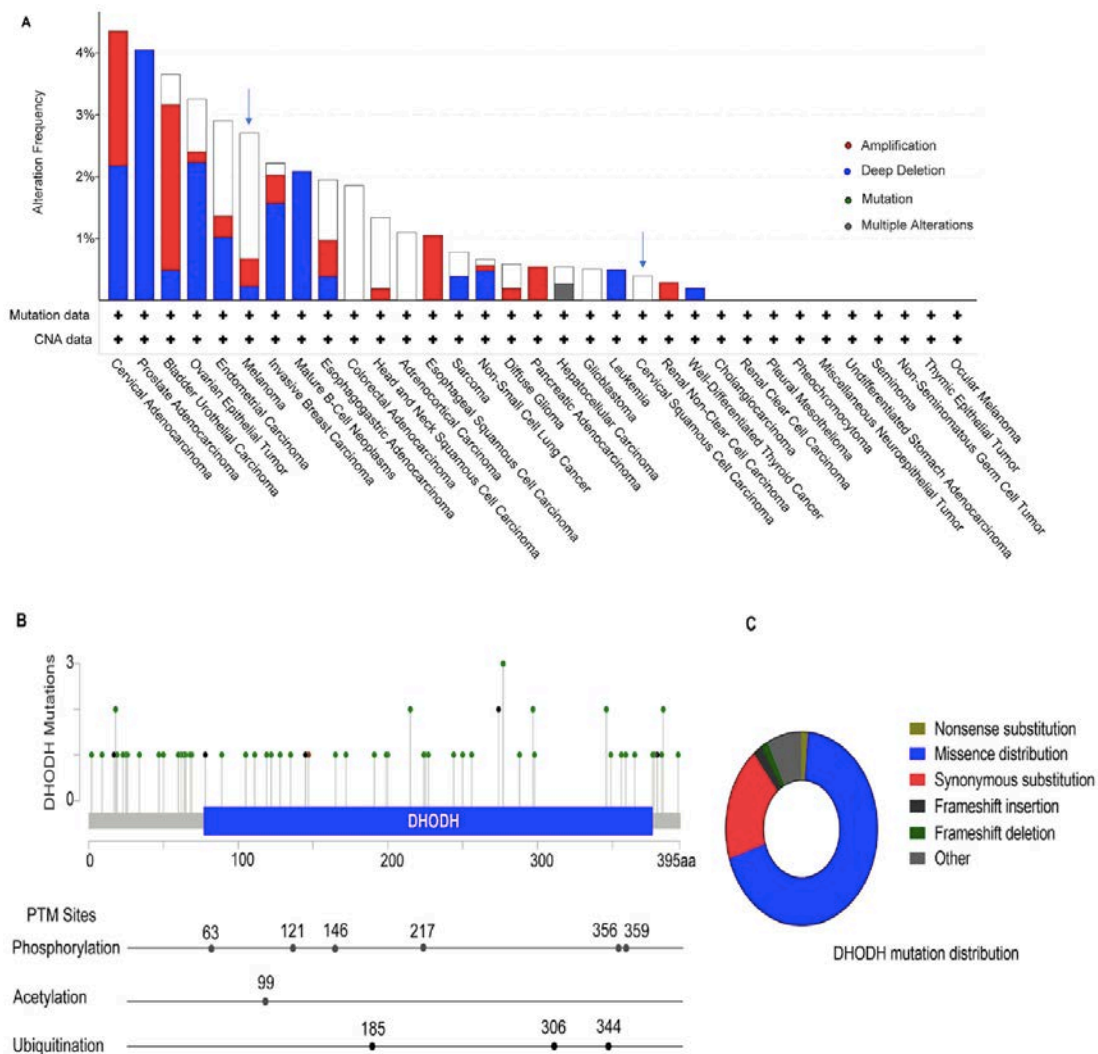 A
Alteration Frequency
4%
3%
2%
1%
Amplification
Deep Deletion
Mutation
Multiple Alterations
Mutation data
CNA data
Cervical Adenocarcinoma
Prostate Adenocarcinoma
Bladder Urothelial Carcinoma
Ovarian Epithelial Tumor
Endometrial Carcinoma
Melanoma
Invasive Breast Carcinoma
Mature B-Cell Neoplasms
Esophagogastric Adenocarcinoma
Colorectal Adenocarcinoma
Head and Neck Squamous Cell Carcinoma
Adrenocortical Carcinoma
Esophageal Squamous Cell Carcinoma
Sarcoma
Non-Small Cell Lung Cancer
Diffuse Glioma
Pancreatic Adenocarcinoma
Hepatocellular Carcinoma
Glioblastoma
Leukemia
Cervical Squamous Cell Carcinoma
Renal Non-Clear Cell Carcinoma
Well-Differentiated Thyroid Cancer
Cholangiocarcinoma
Renal Clear Cell Carcinoma
Pleural Mesothelioma
Pheochromocytoma
Miscellaneous Neuroepithelial Tumor
Undifferentiated Stomach Adenocarcinoma
Seminoma
Non-Seminomatous Germ Cell Tumor
Thymic Epithelial Tumor
Ocular Melanoma
B
DHODH Mutations
3
0
DHODH
0 100 200 300 395aa
PTM Sites
Phosphorylation 63 121 146 217 356 359
Acetylation 99
Ubiquitination 185 306 344
C
Nonsense substitution
Missence distribution
Synonymous substitution
Frameshift insertion
Frameshift deletion
Other
DHODH mutation distribution